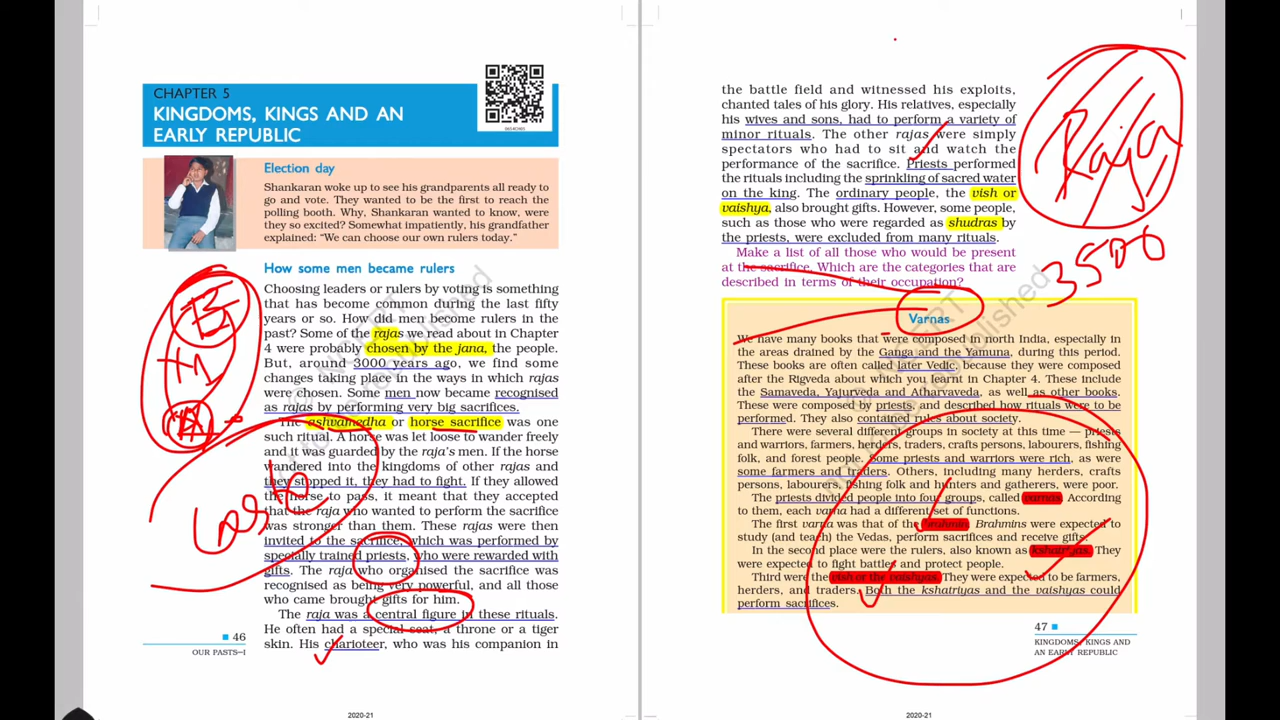 CHAPTER 5
KINGDOMS, KINGS AND AN
EARLY REPUBLIC
Election day
Shankaran woke up to see his grandparents all ready
to go and vote. They wanted to be the first to reach the
polling booth. Why, Shankaran wanted to know, were
they so excited? Somewhat impatiently, his grandfather
explained: “We can choose our own rulers today.”
How some men became rulers
Choosing leaders or rulers by voting is something
that has become common during the last fifty
years or so. How did men become rulers in the
past? Some of the rajas we read about in Chapter
4 were probably chosen by the jana, the people.
But, around 3000 years ago, we find some
changes taking place in the ways in which rajas
were chosen. Some men now became recognised
as rajas by performing very big sacrifices.
The ashvamedha or horse sacrifice was one
such ritual. A horse was let loose to wander freely
and it was guarded by the raja’s men. If the horse
wandered into the kingdoms of other rajas and
they stopped it, they had to fight. If they allowed
the horse to pass, it meant that they accepted
that the raja who wanted to perform the sacrifice
was stronger than them. These rajas were then
invited to the sacrifice, which was performed by
specially trained priests, who were rewarded with
gifts. The raja who organised the sacrifice was
recognised as being very powerful, and all those
who came brought gifts for him.
The raja was a central figure in these rituals.
He often had a special seat, a throne or a tiger
skin. His charioteer, who was his companion in
Caste
46
OUR PASTS–I
2020-21
the battle field and witnessed his exploits,
chanted tales of his glory. His relatives, especially
his wives and sons, had to perform a variety of
minor rituals. The other rajas were simply
spectators who had to sit and watch the
performance of the sacrifice. Priests performed
the rituals including the sprinkling of sacred water
on the king. The ordinary people, the vish or
vaishya, also brought gifts. However, some people,
such as those who were regarded as shudras by
the priests, were excluded from many rituals.
Raja
3500
Make a list of all those who would be present
at the sacrifice. Which are the categories that are
described in terms of their occupation?
Varnas
We have many books that were composed in north India, especially in
the areas drained by the Ganga and the Yamuna, during this period.
These books are often called later Vedic, because they were composed
after the Rigveda about which you learnt in Chapter 4. These include
the Samaveda, Yajurveda and Atharvaveda, as well as other books.
These were composed by priests, and described how rituals were to be
performed. They also contained rules about society.
There were several different groups in society at this time — priests
and warriors, farmers, herders, traders, crafts persons, labourers, fishing
folk, and forest people. Some priests and warriors were rich, as were
some farmers and traders. Others, including many herders, crafts
persons, labourers, fishing folk and hunters and gatherers, were poor.
The priests divided people into four groups, called varnas. According
to them, each varna had a different set of functions.
The first varna was that of the brahmin. Brahmins were expected to
study (and teach) the Vedas, perform sacrifices and receive gifts.
In the second place were the rulers, also known as kshatriyas. They
were expected to fight battles and protect people.
Third were the vish or the vaishyas. They were expected to be farmers,
herders, and traders. Both the kshatriyas and the vaishyas could
perform sacrifices.
47
KINGDOMS, KINGS AND
AN EARLY REPUBLIC
2020-21